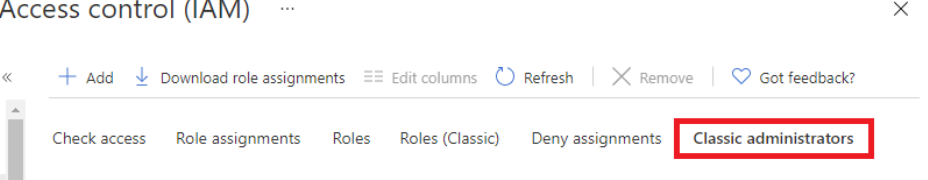 Access control (IAM) ...
« + Add Download role assignments Edit columns Refresh Remove Got feedback?
Check access Role assignments Roles Roles (Classic) Deny assignments Classic administrators